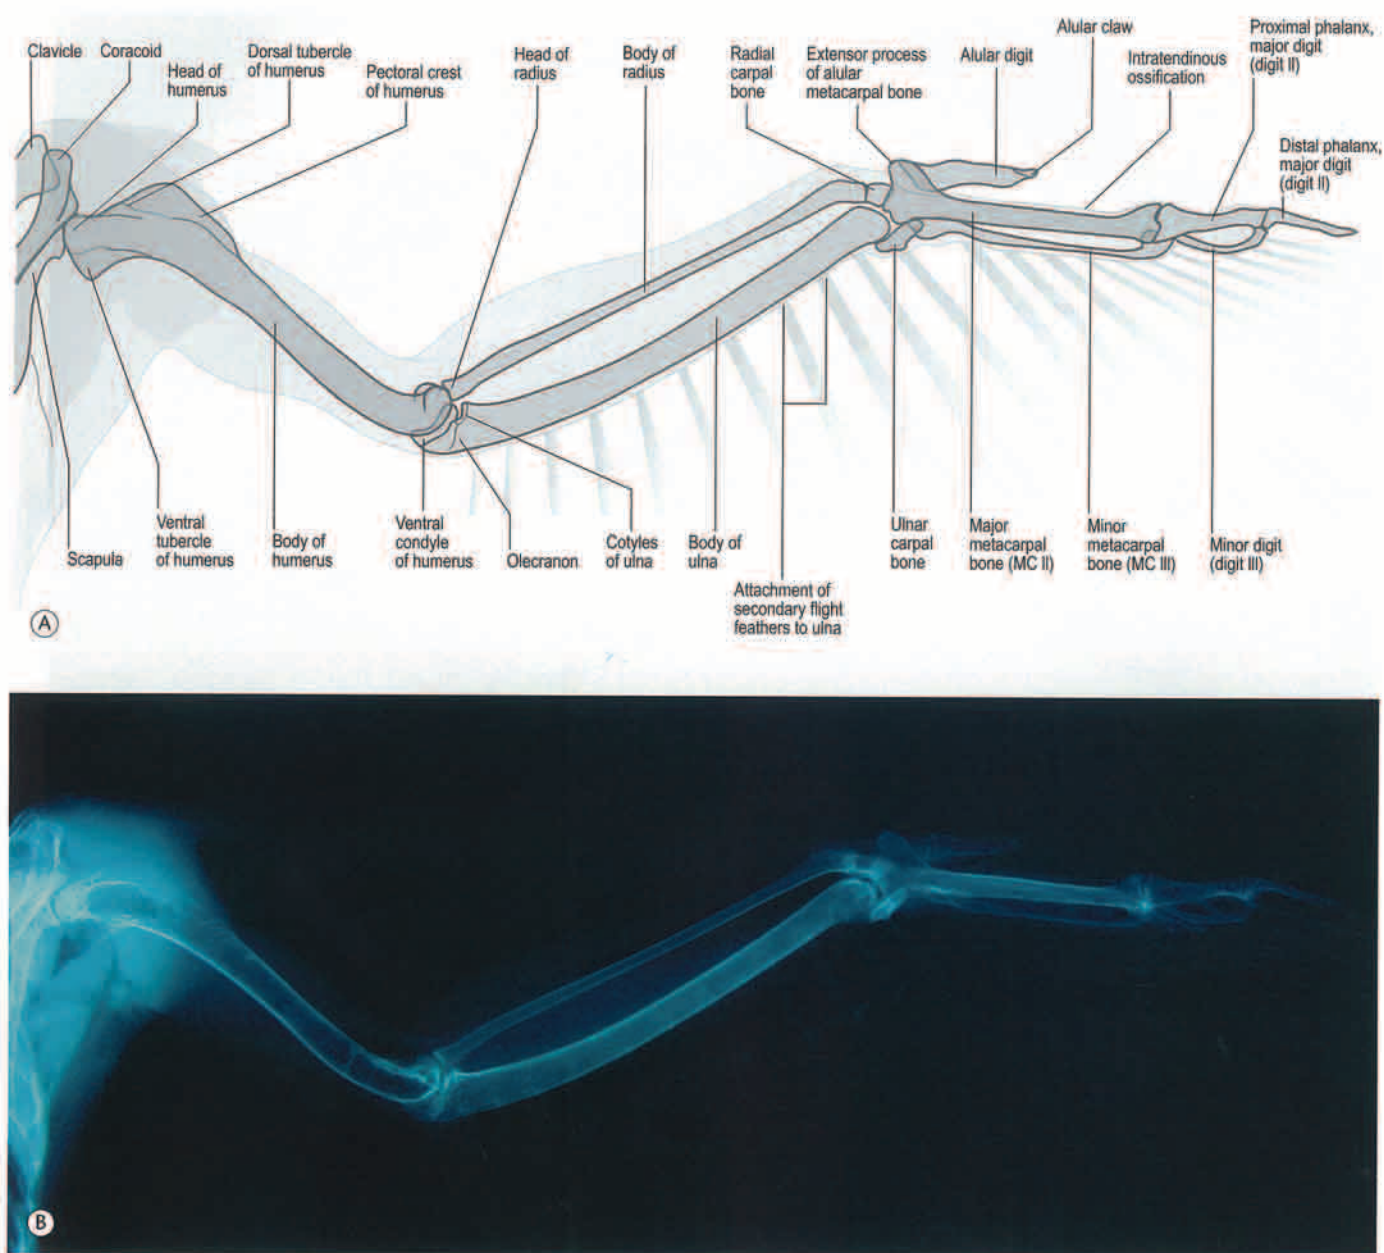 Clavicle
Coracoid
Head of
humerus
Dorsal tubercle
of humerus
Pectoral crest
of humerus
Head of
radius
Body of
radius
Radial
carpal
bone
Extensor process
of alular
metacarpal bone
Alular digit
Alular claw
Intratendinous
ossification
Proximal phalanx,
major digit
(digit II)
Distal phalanx,
major digit
(digit II)
Scapula
Ventral
tubercle
of humerus
Body of
humerus
Ventral
condyle
of humerus
Olecranon
Cotyles
of ulna
Body of
ulna
Attachment of
secondary flight
feathers to ulna
Ulnar
carpal
bone
Major
metacarpal
bone (MC II)
Minor
metacarpal
bone (MC III)
Minor digit
(digit III)
A
B